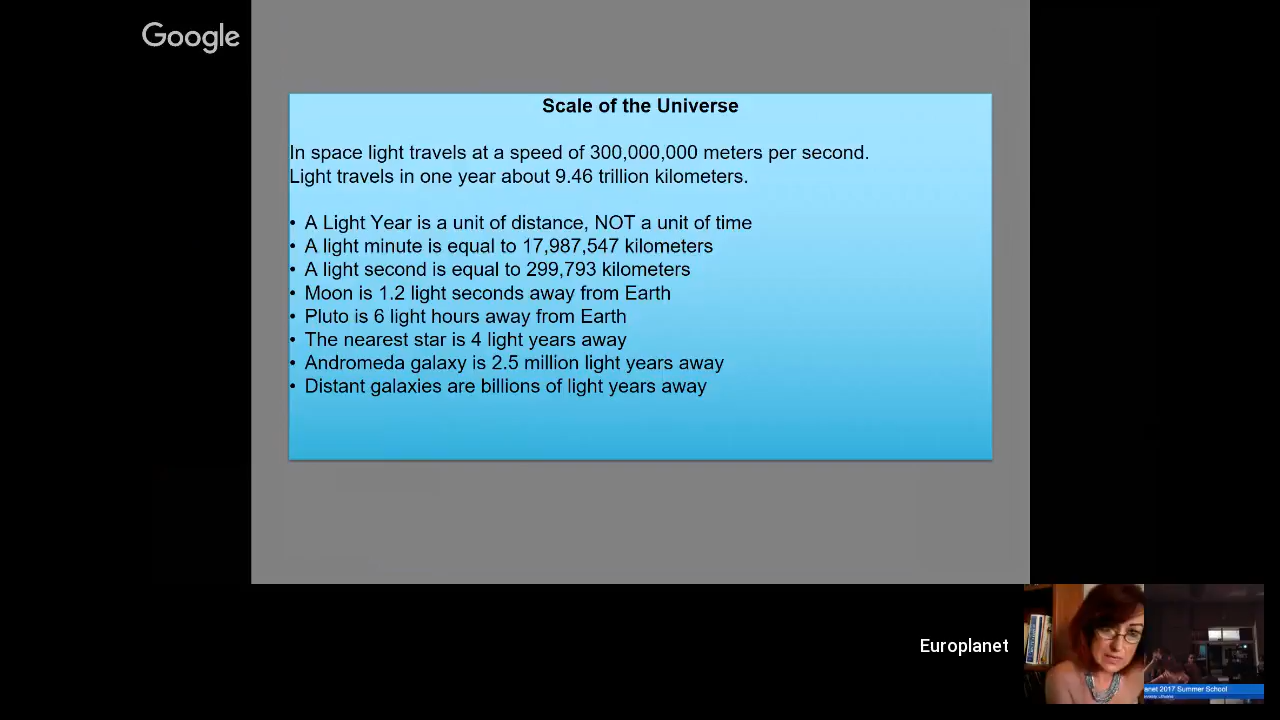 Google
Scale of the Universe
In space light travels at a speed of 300,000,000 meters per second.
Light travels in one year about 9.46 trillion kilometers.
• A Light Year is a unit of distance, NOT a unit of time
• A light minute is equal to 17,987,547 kilometers
• A light second is equal to 299,793 kilometers
• Moon is 1.2 light seconds away from Earth
• Pluto is 6 light hours away from Earth
• The nearest star is 4 light years away
• Andromeda galaxy is 2.5 million light years away
• Distant galaxies are billions of light years away
Europlanet
anet 2017 Summer School